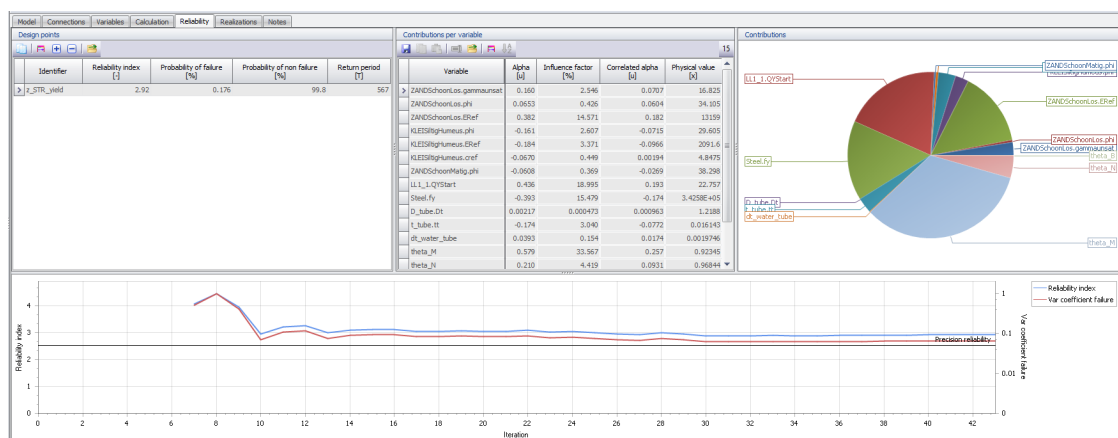 Model Connections Variables Calculation Reliability Realizations Notes
Design points
Identifier Reliability index [-] Probability of failure [%] Probability of non failure [%] Return period [T]
z_STR_yield 2.92 0.176 99.8 567
Contributions per variable
15
Variable Alpha [u] Influence factor [%] Correlated alpha [u] Physical value [x]
ZANDSchoonLos.gammaunsat 0.160 2.546 0.0707 16.825
ZANDSchoonLos.phi 0.0653 0.426 0.0604 34.105
ZANDSchoonLos.ERef 0.382 14.571 0.182 13159
KLEISiltigHumeus.phi -0.161 2.607 -0.0715 29.605
KLEISiltigHumeus.ERef -0.184 3.371 -0.0966 2091.6
KLEISiltigHumeus.cref -0.0670 0.449 0.00194 4.8475
ZANDSchoonMatig.phi -0.0608 0.369 -0.0269 38.298
LL1_1.QYStart 0.436 18.995 0.193 22.757
Steel.fy -0.393 15.479 -0.174 3.4258E+05
D_tube.Dt 0.00217 0.000473 0.000963 1.2188
t_tube.tt -0.174 3.040 -0.0772 0.016143
dt_water_tube 0.0393 0.154 0.0174 0.0019746
theta_M 0.579 33.567 0.257 0.92345
theta_N 0.210 4.419 0.0931 0.96844
Contributions
ZANDSchoonMatig.phi
LL1_1.QYStart
ZANDSchoonLos.ERef
ZANDSchoonLos.phi
ZANDSchoonLos.gammaunsat
theta_B
Steel.fy
theta_N
D_tube.Dt
t_tube.tt
dt_water_tube
theta_M
Reliability index
4
3
2
1
0
Precision reliability
1
0.1
0.01
0
Var coefficient failure
Reliability index
Var coefficient failure
0 2 4 6 8 10 12 14 16 18 20 22 24 26 28 30 32 34 36 38 40 42
Iteration